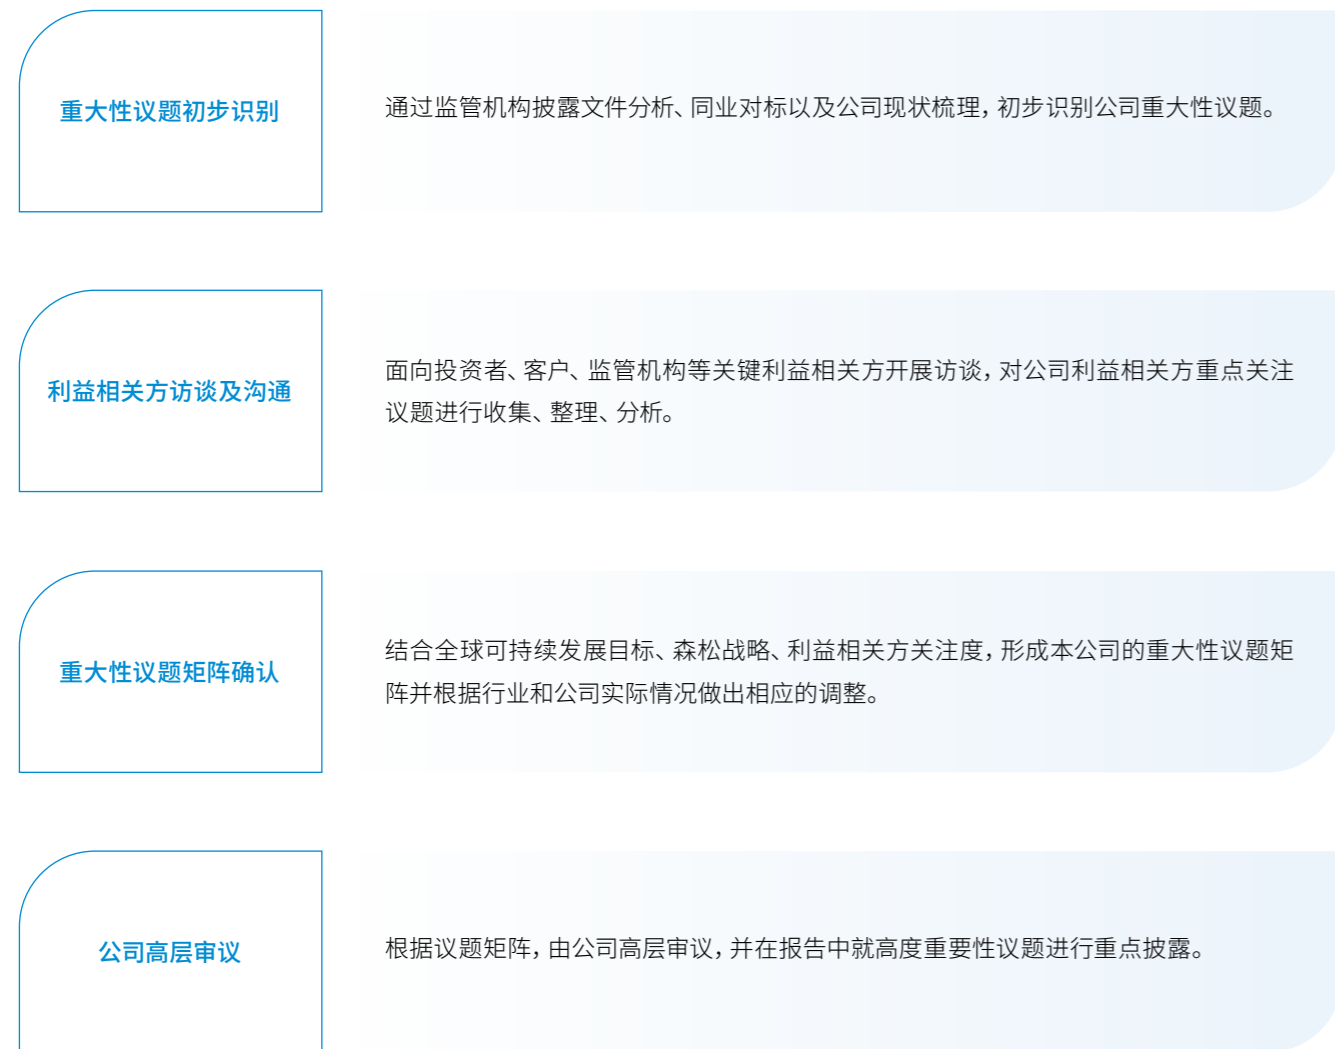 重大性议题初步识别
通过监管机构披露文件分析、同业对标以及公司现状梳理，初步识别公司重大性议题。
利益相关方访谈及沟通
面向投资者、客户、监管机构等关键利益相关方开展访谈，对公司利益相关方重点关注
议题进行收集、整理、分析。
重大性议题矩阵确认
结合全球可持续发展目标、森松战略、利益相关方关注度，形成本公司的重大性议题矩
阵并根据行业和公司实际情况做出相应的调整。
公司高层审议
根据议题矩阵，由公司高层审议，并在报告中就高度重要性议题进行重点披露。